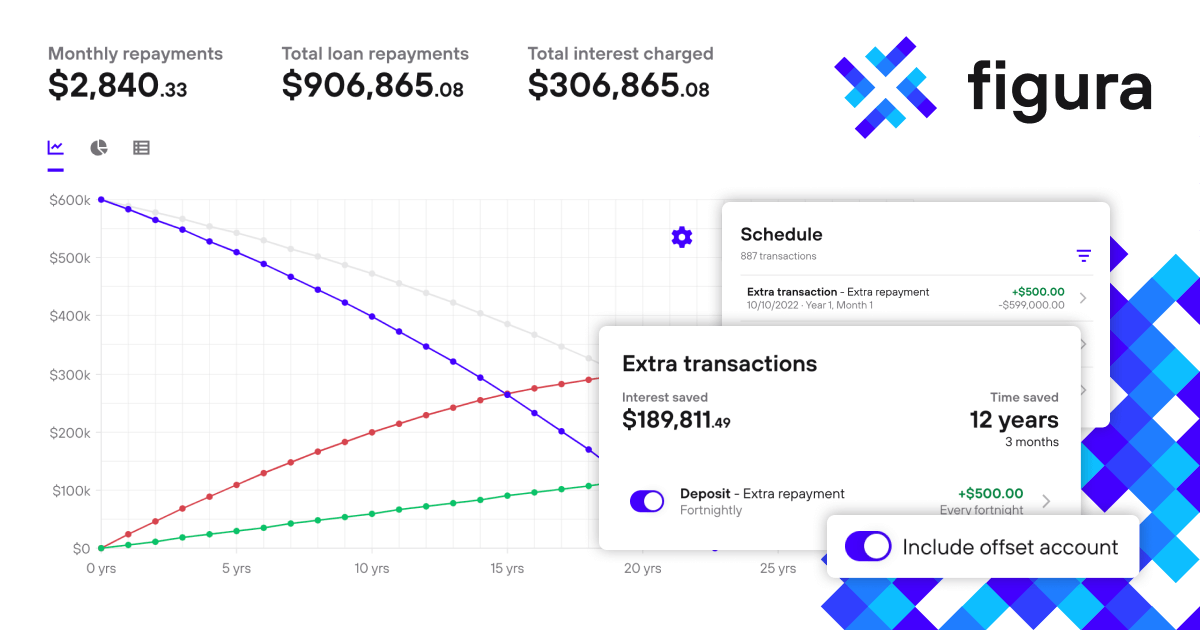 Monthly repayments
$2,840.33
Total loan repayments
$906,865.08
Total interest charged
$306,865.08
figura
$600k
$500k
$400k
$300k
$200k
$100k
$0
0 yrs
5 yrs
10 yrs
15 yrs
20 yrs
25 yrs
Schedule
887 transactions
Extra transaction - Extra repayment
+$500.00
10/10/2022 · Year 1, Month 1
-$599,000.00
Extra transactions
Interest saved
$189,811.49
Time saved
12 years
3 months
Deposit - Extra repayment
Fortnightly
+$500.00
Every fortnight
Include offset account